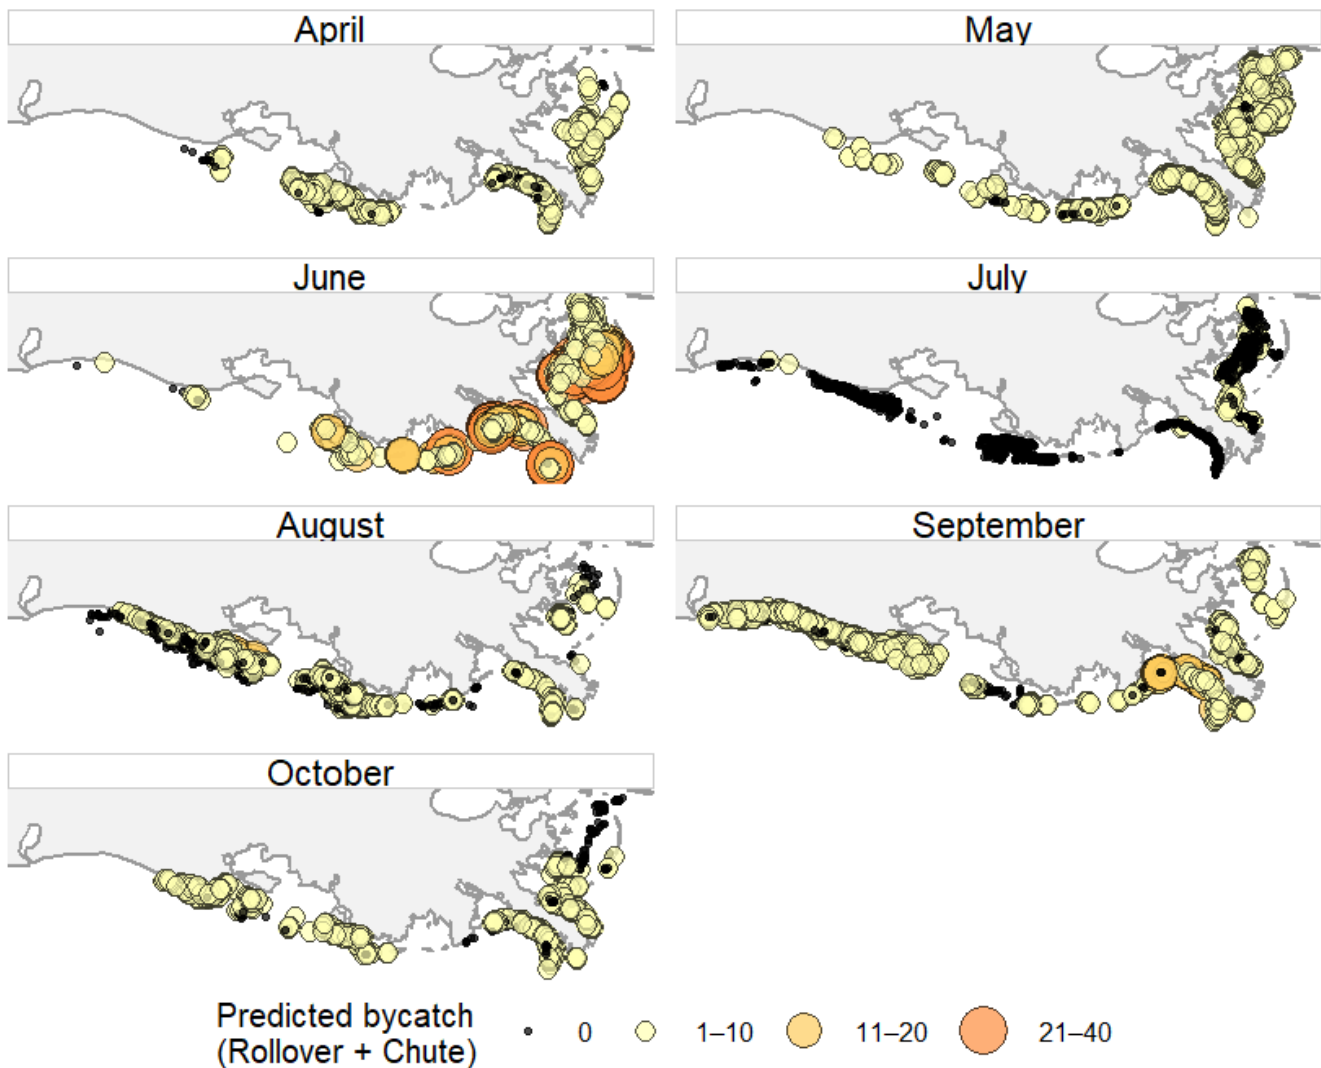 April
May
June
July
August
September
October
Predicted bycatch
(Rollover + Chute)
0
1–10
11–20
21–40